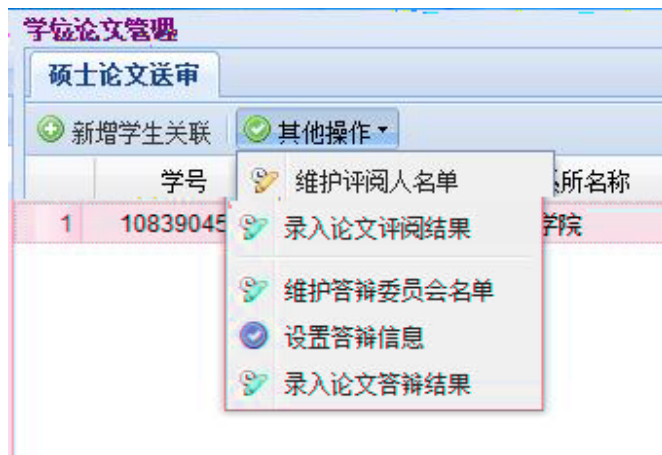 学位论文管理
硕士论文送审
新增学生关联 其他操作
学号 所名称
维护评阅人名单
1 10839045 学院
录入论文评阅结果
维护答辩委员会名单
设置答辩信息
录入论文答辩结果